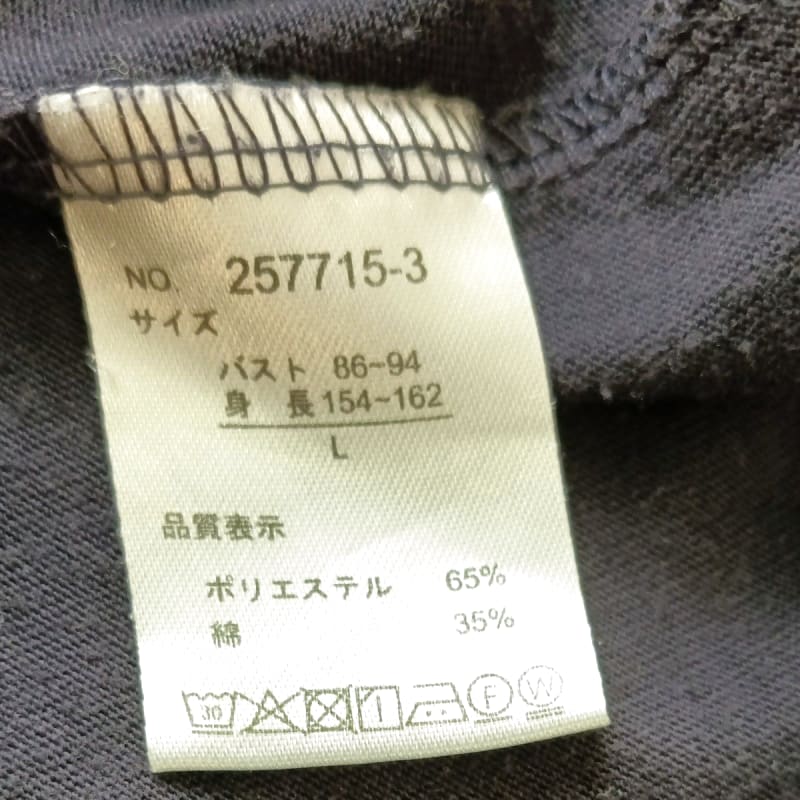 NO. 257715-3
サイズ
バスト 86~94
身 長 154~162
L
品質表示
ポリエステル 65%
綿 35%
30 F W